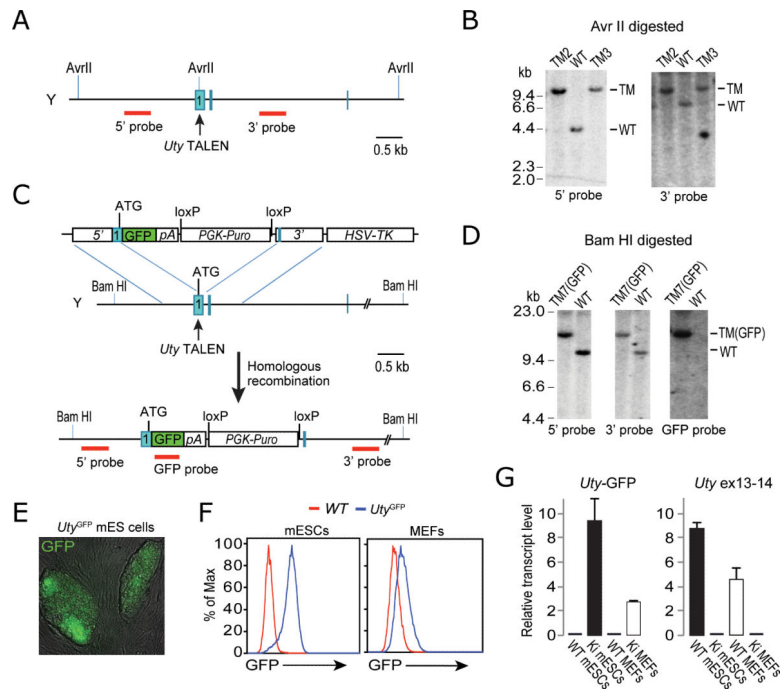 A
AvrII
AvrII
AvrII
Y
1
5' probe
3' probe
Uty TALEN
0.5 kb
B
Avr II digested
TM2
WT
TM3
TM2
WT
TM3
kb
9.4
6.6
4.4
2.3
2.0
TM
WT
TM
WT
5' probe
3' probe
C
ATG
loxP
loxP
5'
1
GFP
pA
PGK-Puro
3'
HSV-TK
Bam HI
ATG
Bam HI
Y
1
Uty TALEN
0.5 kb
Homologous
recombination
Bam HI
ATG
loxP
loxP
Bam HI
1
GFP
pA
PGK-Puro
5' probe
GFP probe
3' probe
D
Bam HI digested
TM7(GFP)
WT
TM7(GFP)
WT
TM7(GFP)
WT
kb
23.0
9.4
6.6
4.4
TM(GFP)
WT
5' probe
3' probe
GFP probe
E
UtyGFP mES cells
GFP
F
WT
UtyGFP
mESCs
MEFs
% of Max
100
80
60
40
20
0
GFP
GFP
G
Uty-GFP
Uty ex13-14
Relative transcript level
10
8
6
4
2
0
10
8
6
4
2
0
WT mESCs
Ki mESCs
WT MEFs
Ki MEFs
WT mESCs
Ki mESCs
WT MEFs
Ki MEFs